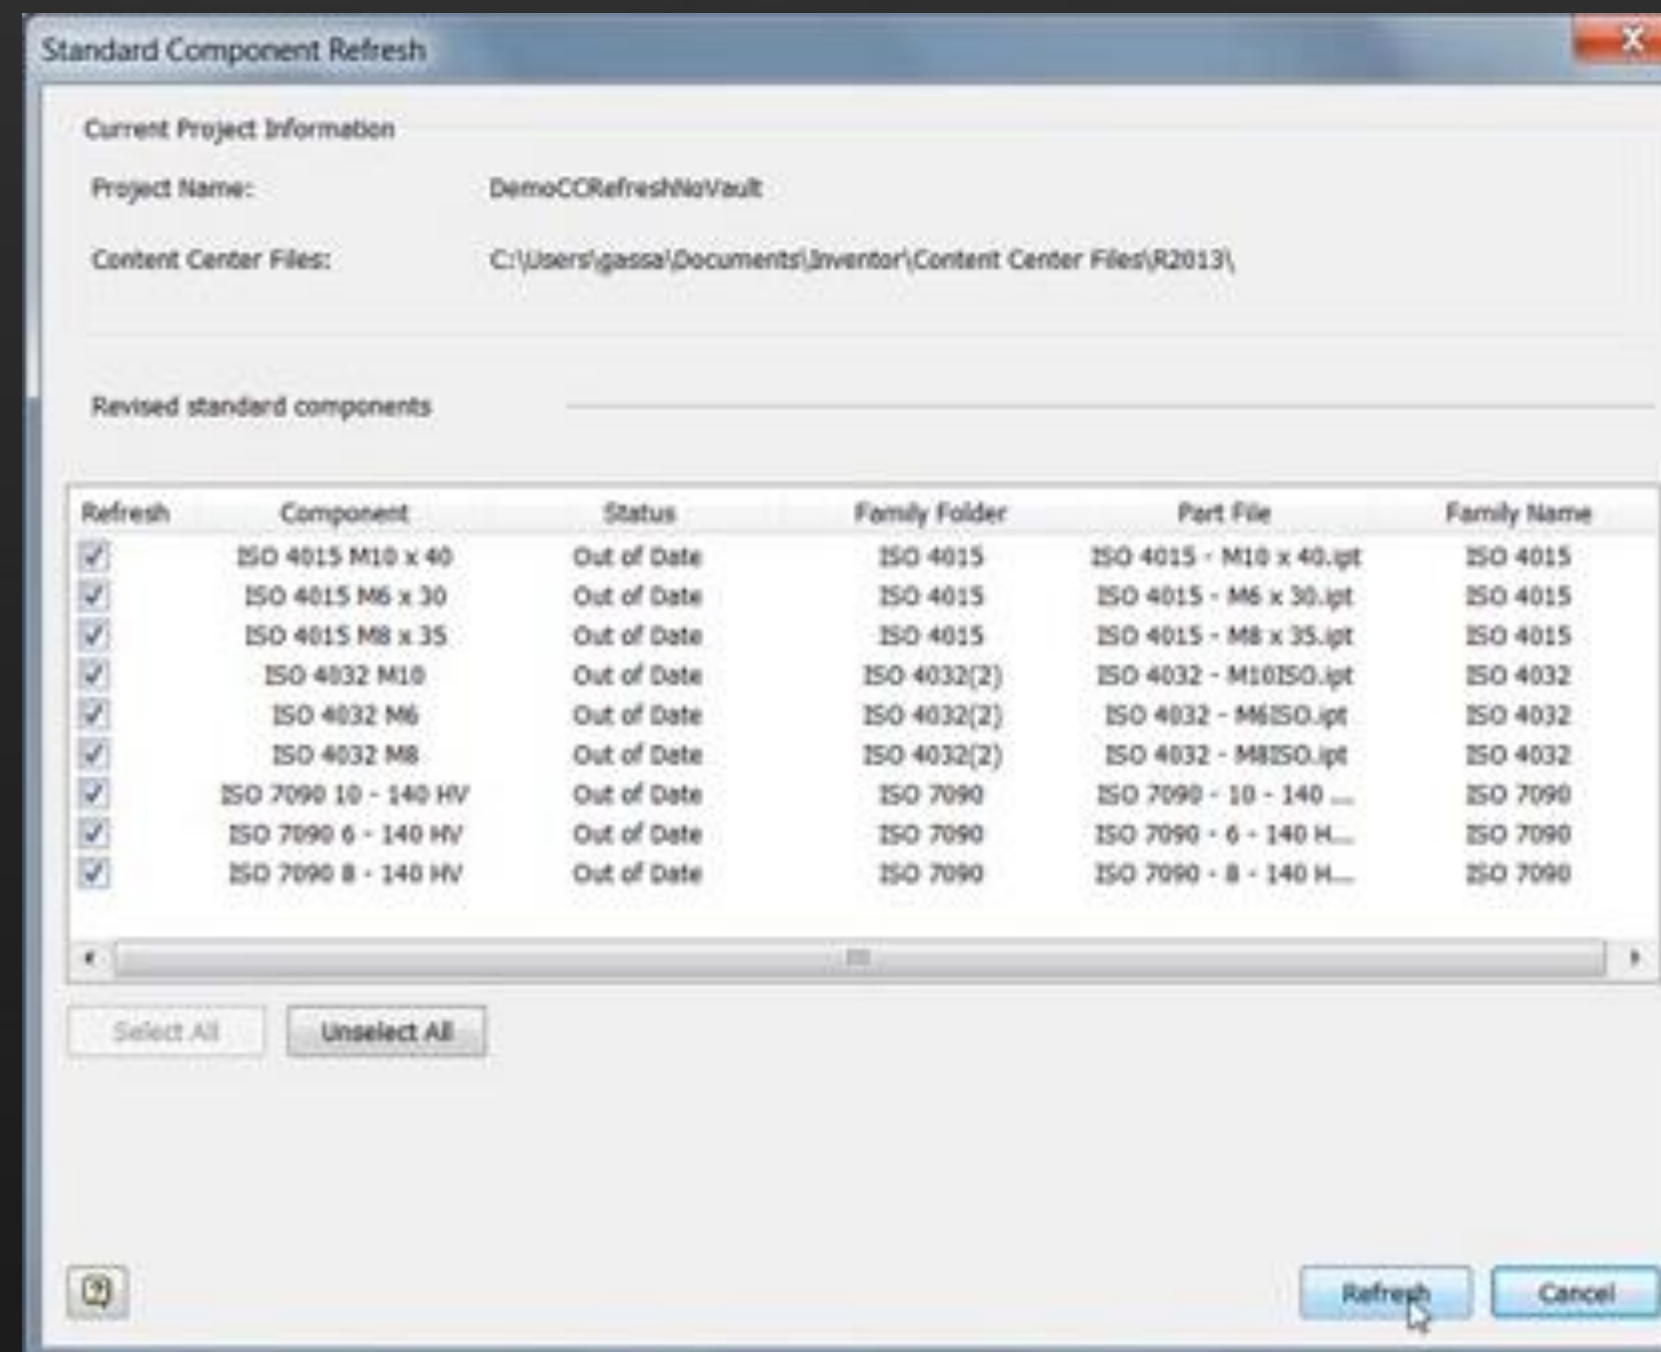 Standard Component Refresh
Current Project Information
Project Name: DemoCCRefreshNoVault
Content Center Files: C:\Users\gassa\Documents\Inventor\Content Center Files\R2013\
Revised standard components
Refresh Component Status Family Folder Part File Family Name
ISO 4015 M10 x 40 Out of Date ISO 4015 ISO 4015 - M10 x 40.ipt ISO 4015
ISO 4015 M6 x 30 Out of Date ISO 4015 ISO 4015 - M6 x 30.ipt ISO 4015
ISO 4015 M8 x 35 Out of Date ISO 4015 ISO 4015 - M8 x 35.ipt ISO 4015
ISO 4032 M10 Out of Date ISO 4032(2) ISO 4032 - M10ISO.ipt ISO 4032
ISO 4032 M6 Out of Date ISO 4032(2) ISO 4032 - M6ISO.ipt ISO 4032
ISO 4032 M8 Out of Date ISO 4032(2) ISO 4032 - M8ISO.ipt ISO 4032
ISO 7090 10 - 140 HV Out of Date ISO 7090 ISO 7090 - 10 - 140 ... ISO 7090
ISO 7090 6 - 140 HV Out of Date ISO 7090 ISO 7090 - 6 - 140 H... ISO 7090
ISO 7090 8 - 140 HV Out of Date ISO 7090 ISO 7090 - 8 - 140 H... ISO 7090
Select All Unselect All
Refresh Cancel